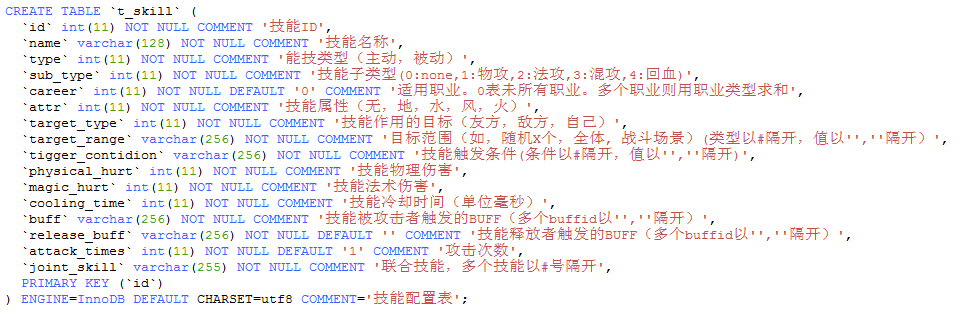 CREATE TABLE `t_skill` (
`id` int(11) NOT NULL COMMENT '技能ID',
`name` varchar(128) NOT NULL COMMENT '技能名称',
`type` int(11) NOT NULL COMMENT '能技类型（主动，被动）',
`sub_type` int(11) NOT NULL COMMENT '技能子类型(0:none,1:物攻,2:法攻,3:混攻,4:回血)',
`career` int(11) NOT NULL DEFAULT '0' COMMENT '适用职业。0表未所有职业。多个职业则用职业类型求和',
`attr` int(11) NOT NULL COMMENT '技能属性（无，地，水，风，火）',
`target_type` int(11) NOT NULL COMMENT '技能作用的目标（友方，敌方，自己）',
`target_range` varchar(256) NOT NULL COMMENT '目标范围（如，随机X个，全体, 战斗场景）(类型以#隔开，值以'',''隔开）',
`tigger_contidion` varchar(256) NOT NULL COMMENT '技能触发条件(条件以#隔开，值以'',''隔开)',
`physical_hurt` int(11) NOT NULL COMMENT '技能物理伤害',
`magic_hurt` int(11) NOT NULL COMMENT '技能法术伤害',
`cooling_time` int(11) NOT NULL COMMENT '技能冷却时间（单位毫秒）',
`buff` varchar(256) NOT NULL COMMENT '技能被攻击者触发的BUFF（多个buffid以'',''隔开）',
`release_buff` varchar(256) NOT NULL DEFAULT '' COMMENT '技能释放者触发的BUFF（多个buffid以'',''隔开）',
`attack_times` int(11) NOT NULL DEFAULT '1' COMMENT '攻击次数',
`joint_skill` varchar(255) NOT NULL COMMENT '联合技能，多个技能以#号隔开',
PRIMARY KEY (`id`)
) ENGINE=InnoDB DEFAULT CHARSET=utf8 COMMENT='技能配置表';